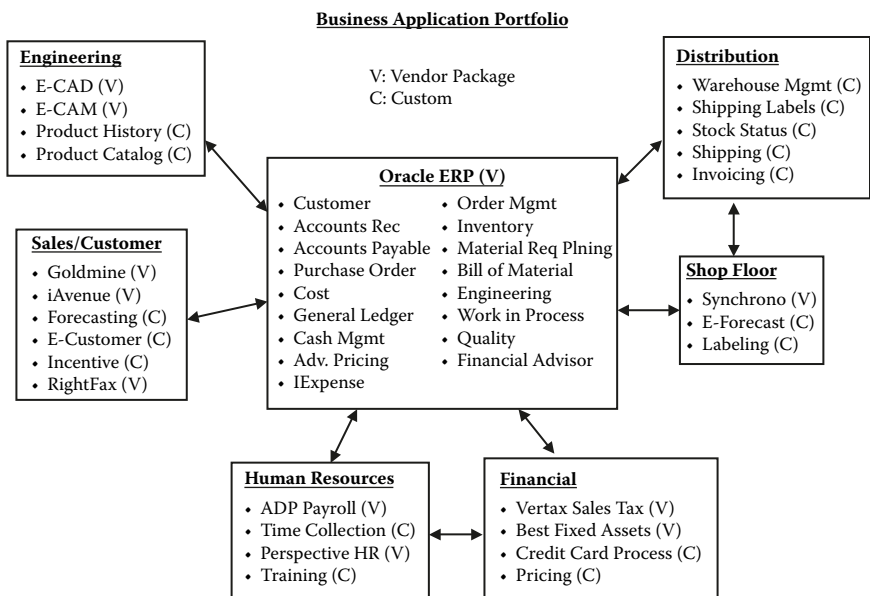 Business Application Portfolio
V: Vendor Package
C: Custom
Engineering
• E-CAD (V)
• E-CAM (V)
• Product History (C)
• Product Catalog (C)
Distribution
• Warehouse Mgmt (C)
• Shipping Labels (C)
• Stock Status (C)
• Shipping (C)
• Invoicing (C)
Oracle ERP (V)
• Customer
• Accounts Rec
• Accounts Payable
• Purchase Order
• Cost
• General Ledger
• Cash Mgmt
• Adv. Pricing
• IExpense
• Order Mgmt
• Inventory
• Material Req Plning
• Bill of Material
• Engineering
• Work in Process
• Quality
• Financial Advisor
Sales/Customer
• Goldmine (V)
• iAvenue (V)
• Forecasting (C)
• E-Customer (C)
• Incentive (C)
• RightFax (V)
Shop Floor
• Synchrono (V)
• E-Forecast (C)
• Labeling (C)
Human Resources
• ADP Payroll (V)
• Time Collection (C)
• Perspective HR (V)
• Training (C)
Financial
• Vertax Sales Tax (V)
• Best Fixed Assets (V)
• Credit Card Process (C)
• Pricing (C)